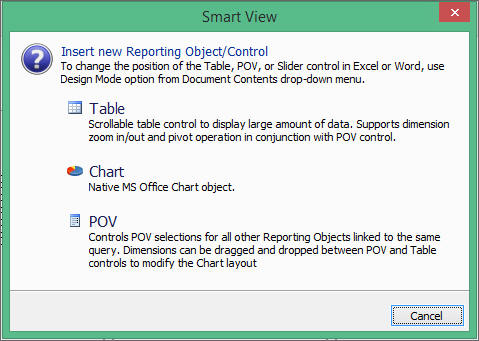 Smart View
Insert new Reporting Object/Control
To change the position of the Table, POV, or Slider control in Excel or Word, use
Design Mode option from Document Contents drop-down menu.
Table
Scrollable table control to display large amount of data. Supports dimension
zoom in/out and pivot operation in conjunction with POV control.
Chart
Native MS Office Chart object.
POV
Controls POV selections for all other Reporting Objects linked to the same
query. Dimensions can be dragged and dropped between POV and Table
controls to modify the Chart layout
Cancel